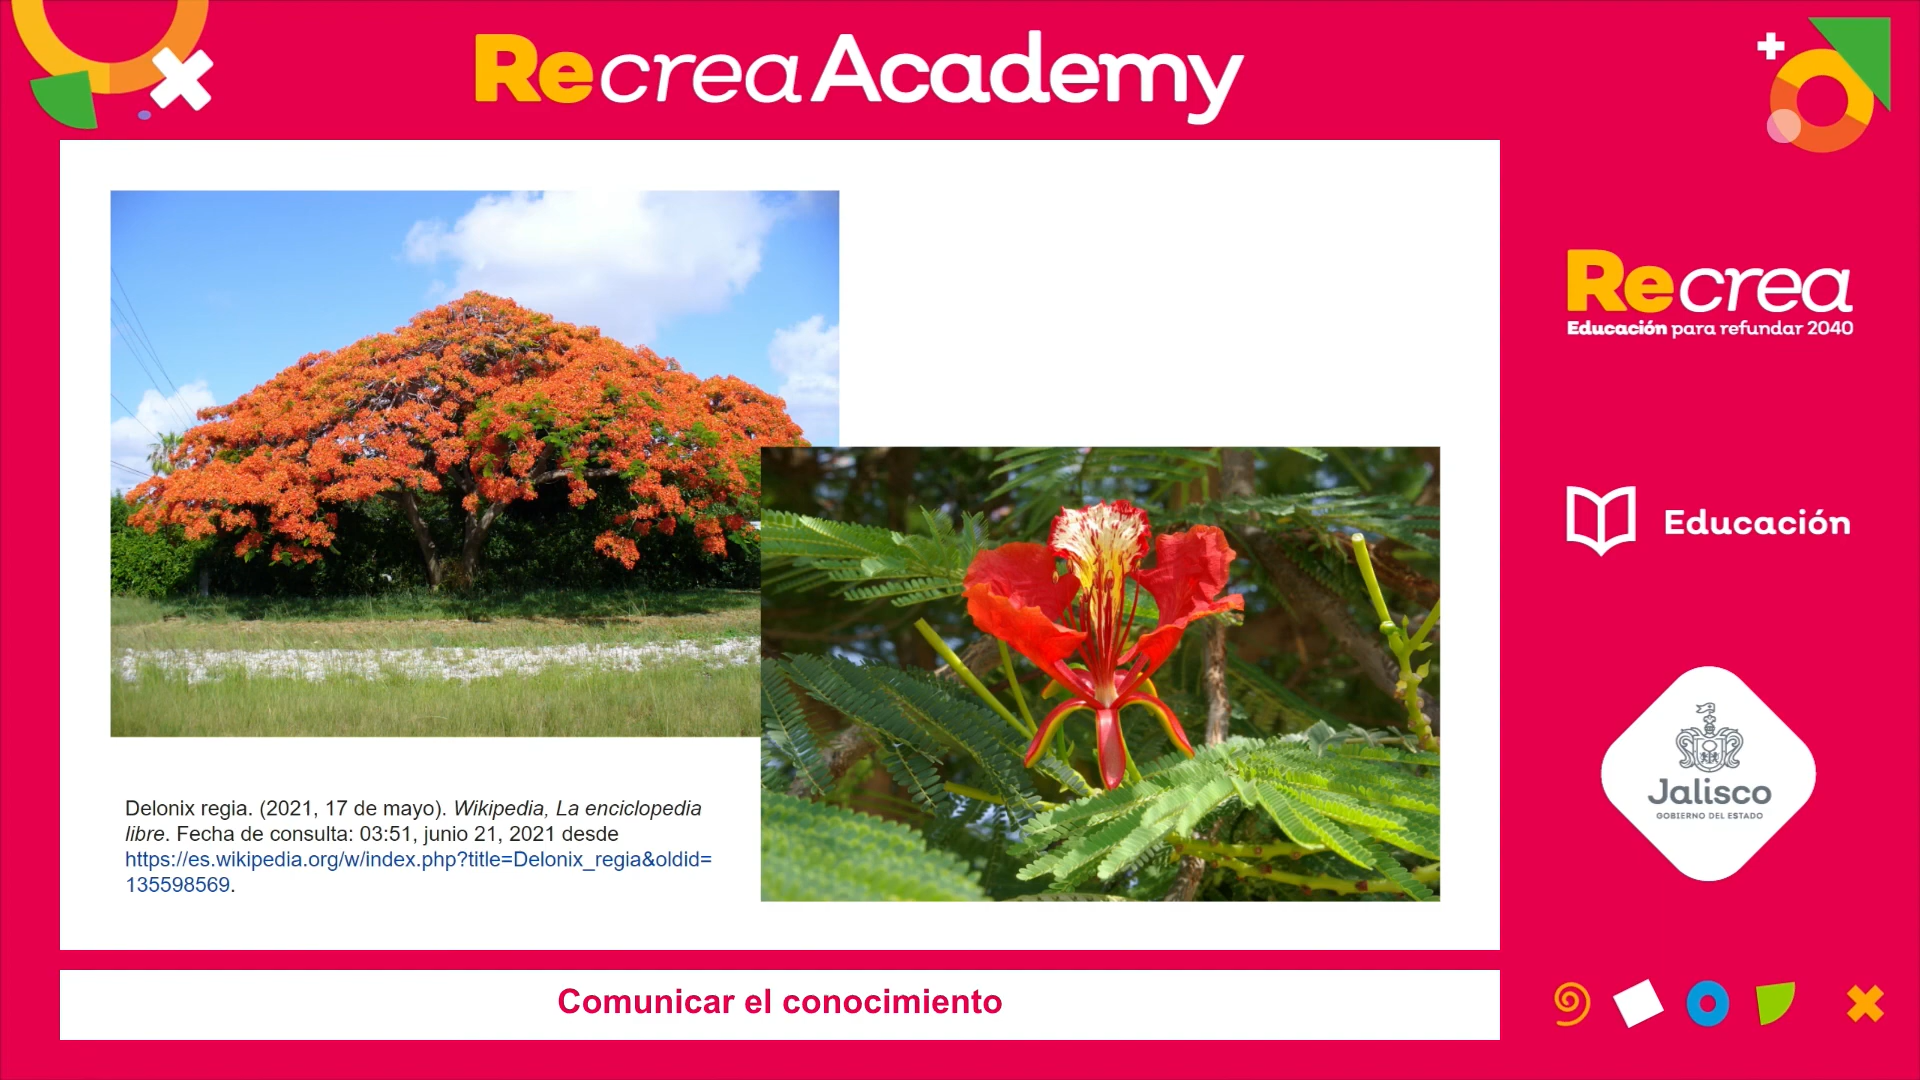 Recrea Academy
Recrea
Educación para refundar 2040
Educación
Jalisco
GOBIERNO DEL ESTADO
Delonix regia. (2021, 17 de mayo). Wikipedia, La enciclopedia
libre. Fecha de consulta: 03:51, junio 21, 2021 desde
https://es.wikipedia.org/w/index.php?title=Delonix_regia&oldid=
135598569.
Comunicar el conocimiento